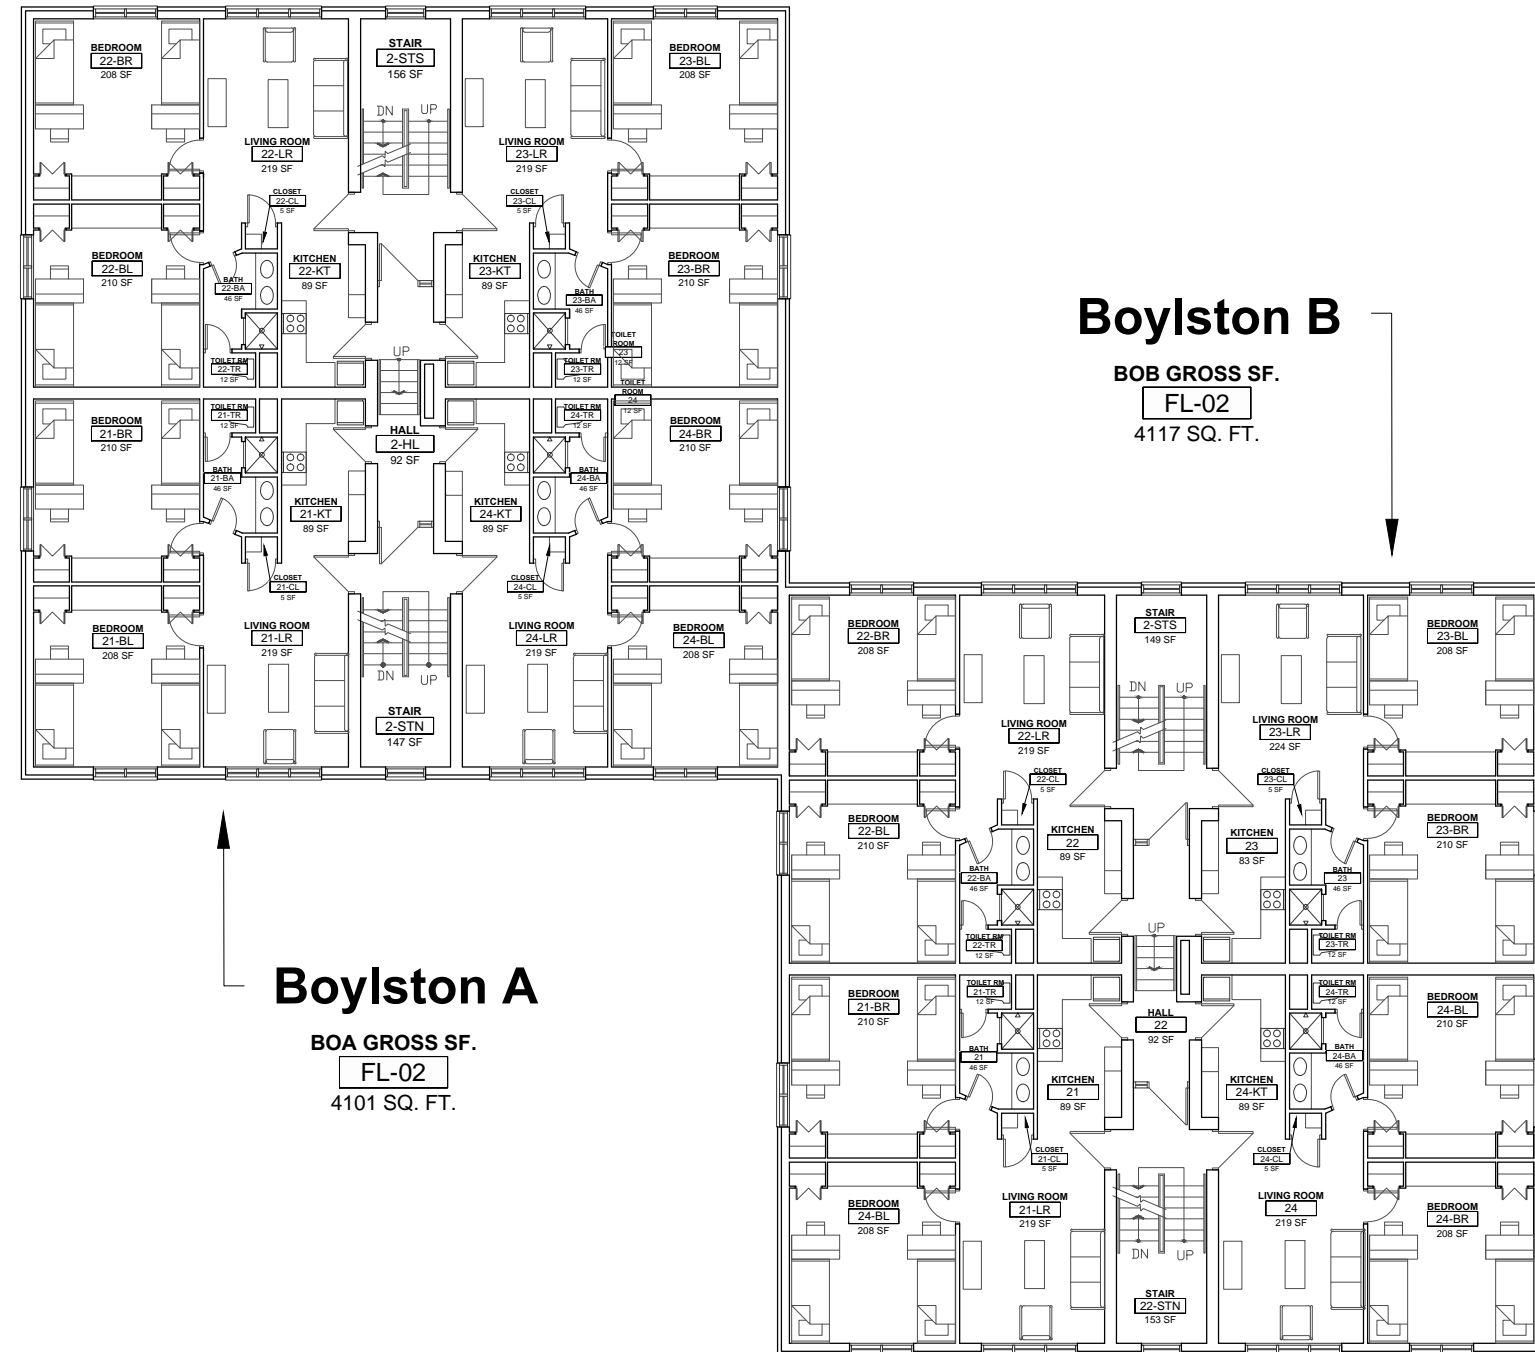 BEDROOM
22-BR
208 SF
LIVING ROOM
22-LR
219 SF
STAIR
2-STS
156 SF
DN
UP
LIVING ROOM
23-LR
219 SF
BEDROOM
23-BL
208 SF
CLOSET
22-CL
5 SF
CLOSET
23-CL
5 SF
BEDROOM
22-BL
210 SF
BATH
22-BA
46 SF
KITCHEN
22-KT
89 SF
KITCHEN
23-KT
89 SF
BATH
23-BA
46 SF
BEDROOM
23-BR
210 SF
TOILET RM
22-TR
12 SF
UP
TOILET RM
23-TR
12 SF
TOILET
ROOM
23
12 SF
TOILET
ROOM
24
12 SF
BEDROOM
21-BR
210 SF
TOILET RM
21-TR
12 SF
HALL
2-HL
92 SF
TOILET RM
24-TR
12 SF
BEDROOM
24-BR
210 SF
BATH
21-BA
46 SF
KITCHEN
21-KT
89 SF
KITCHEN
24-KT
89 SF
BATH
24-BA
46 SF
CLOSET
21-CL
5 SF
CLOSET
24-CL
5 SF
BEDROOM
21-BL
208 SF
LIVING ROOM
21-LR
219 SF
DN
UP
STAIR
2-STN
147 SF
LIVING ROOM
24-LR
219 SF
BEDROOM
24-BL
208 SF
Boylston B
BOB GROSS SF.
FL-02
4117 SQ. FT.
Boylston A
BOA GROSS SF.
FL-02
4101 SQ. FT.
BEDROOM
22-BR
208 SF
LIVING ROOM
22-LR
219 SF
STAIR
2-STS
149 SF
DN
UP
LIVING ROOM
23-LR
224 SF
BEDROOM
23-BL
208 SF
CLOSET
22-CL
5 SF
CLOSET
23-CL
5 SF
BEDROOM
22-BL
210 SF
BATH
22-BA
46 SF
KITCHEN
22
89 SF
KITCHEN
23
83 SF
BATH
23
46 SF
BEDROOM
23-BR
210 SF
TOILET RM
22-TR
12 SF
UP
TOILET RM
23-TR
12 SF
BEDROOM
21-BR
210 SF
TOILET RM
21-TR
12 SF
HALL
22
92 SF
TOILET RM
24-TR
12 SF
BEDROOM
24-BL
210 SF
BATH
21
46 SF
KITCHEN
21
89 SF
KITCHEN
24-KT
89 SF
BATH
24-BA
46 SF
CLOSET
21-CL
5 SF
CLOSET
24-CL
5 SF
BEDROOM
24-BL
208 SF
LIVING ROOM
21-LR
219 SF
DN
UP
STAIR
22-STN
153 SF
LIVING ROOM
24
219 SF
BEDROOM
24-BR
208 SF